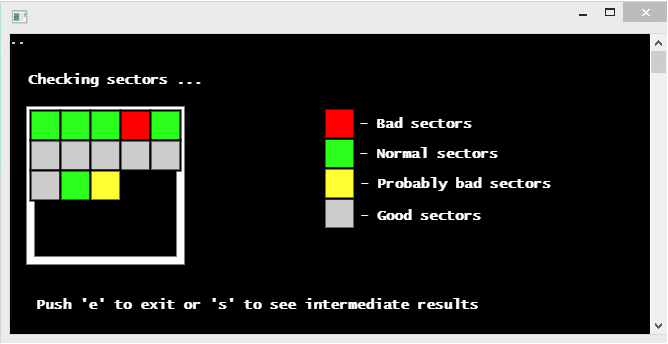 ..
Checking sectors ...
- Bad sectors
- Normal sectors
- Probably bad sectors
- Good sectors
Push 'e' to exit or 's' to see intermediate results